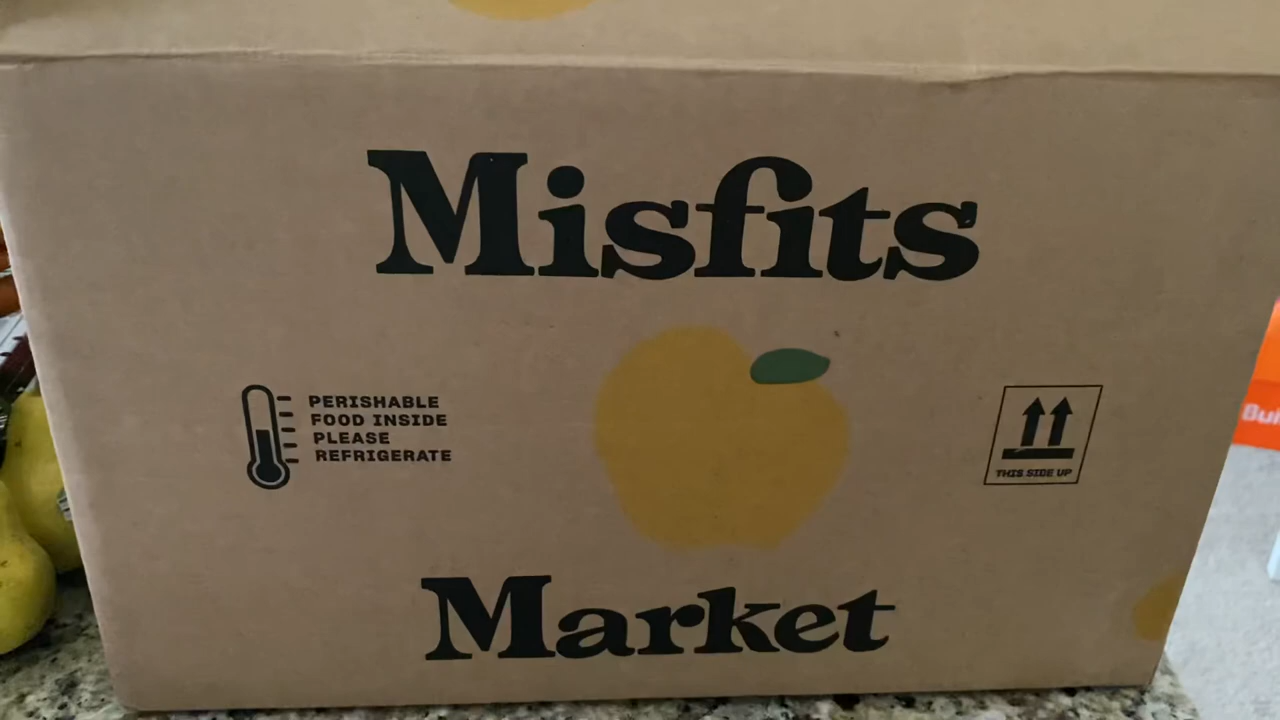 Misfits
PERISHABLE
FOOD INSIDE
PLEASE
REFRIGERATE
THIS SIDE UP
Market